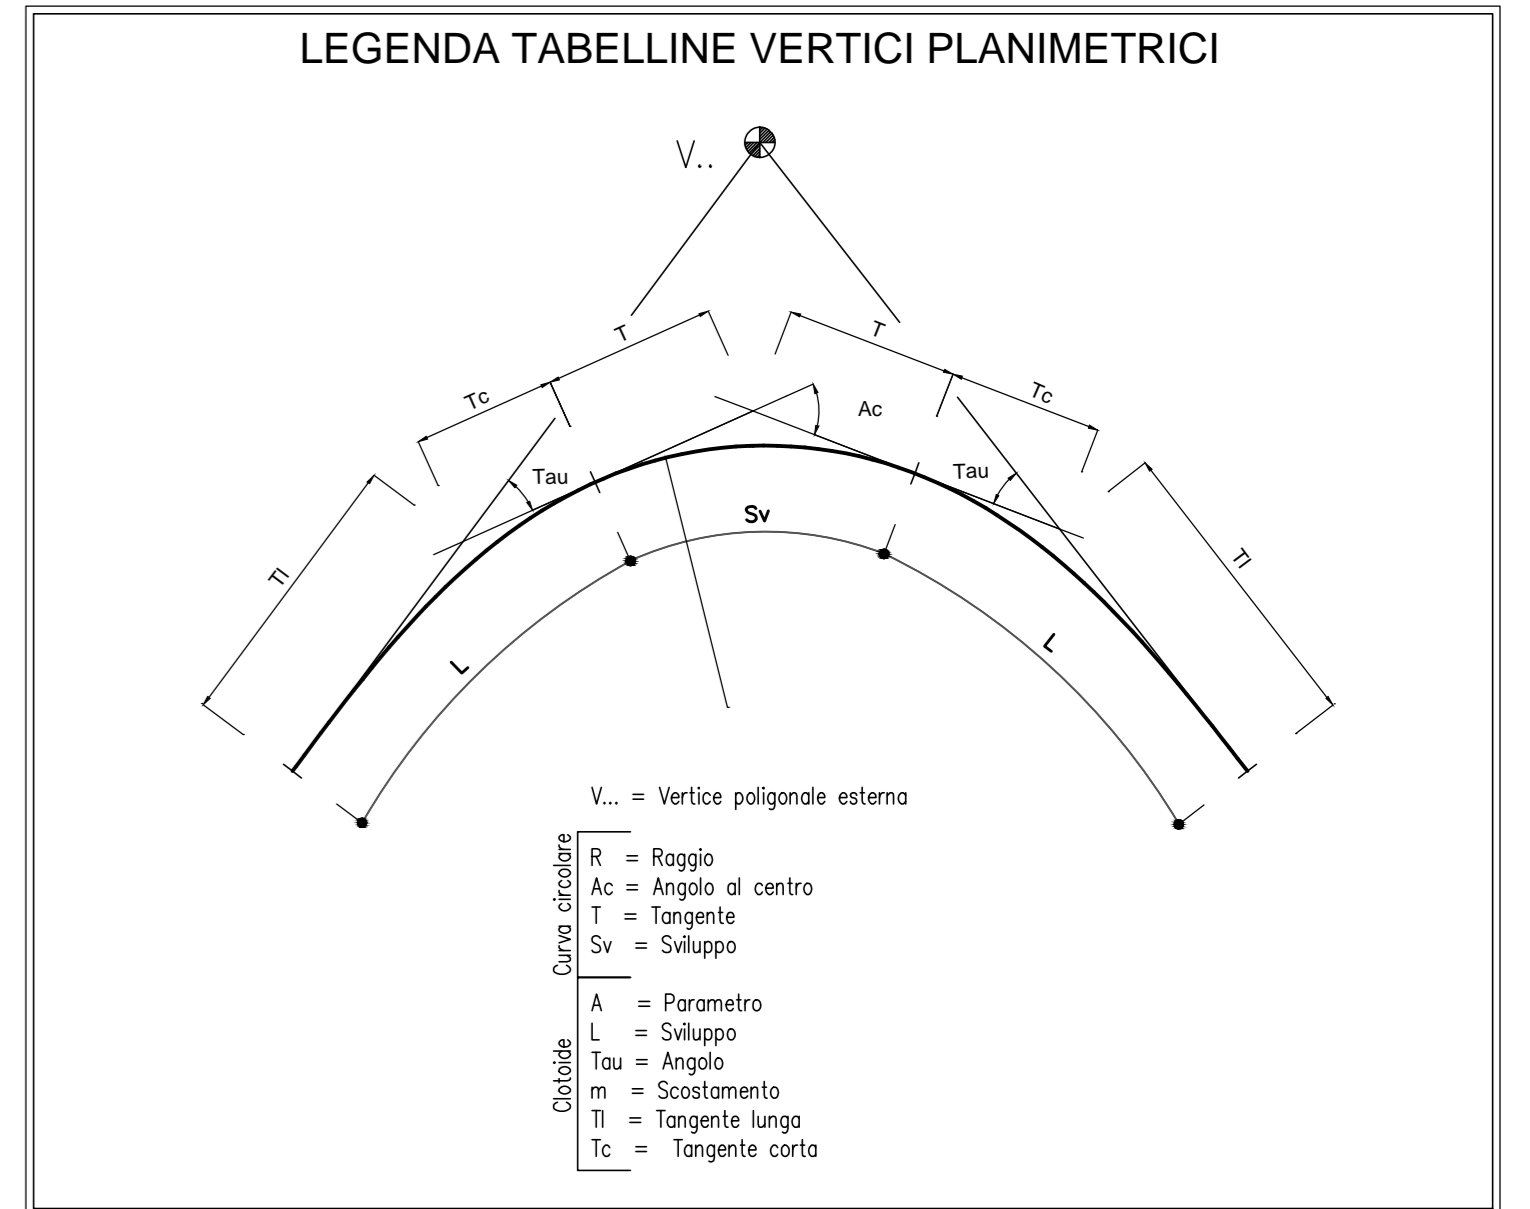 LEGENDA TABELLINE VERTICI PLANIMETRICI
V..
T
T
Tc
Tc
Ac
Tau
Tau
Sv
Tl
Tl
L
L
V... = Vertice poligonale esterna
Curva circolare
R = Raggio
Ac = Angolo al centro
T = Tangente
Sv = Sviluppo
Clotoide
A = Parametro
L = Sviluppo
Tau = Angolo
m = Scostamento
Tl = Tangente lunga
Tc = Tangente corta